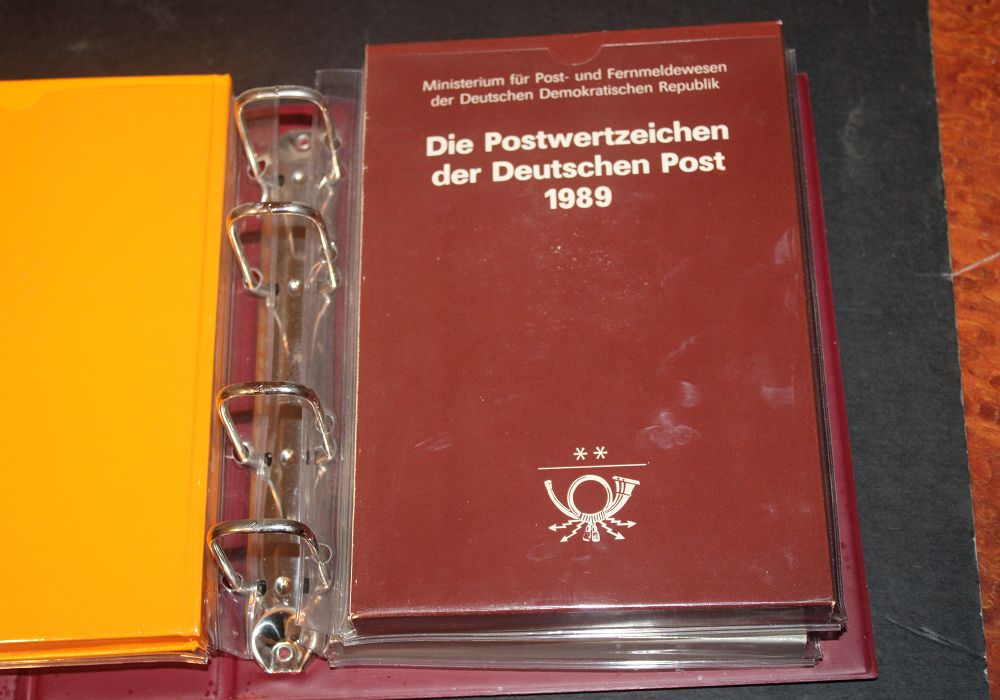 Ministerium für Post- und Fernmeldewesen
der Deutschen Demokratischen Republik
Die Postwertzeichen
der Deutschen Post
1989
**